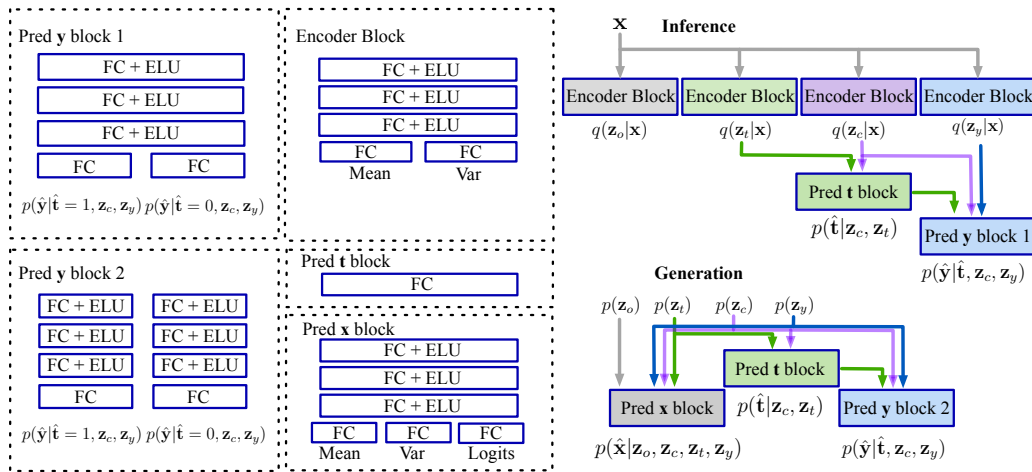 Pred y block 1
FC + ELU
FC + ELU
FC + ELU
FC FC
p(ŷ|t̂ = 1, z_c, z_y) p(ŷ|t̂ = 0, z_c, z_y)
Encoder Block
FC + ELU
FC + ELU
FC + ELU
FC FC
Mean Var
Pred y block 2
FC + ELU FC + ELU
FC + ELU FC + ELU
FC + ELU FC + ELU
FC FC
p(ŷ|t̂ = 1, z_c, z_y) p(ŷ|t̂ = 0, z_c, z_y)
Pred t block
FC
Pred x block
FC + ELU
FC + ELU
FC + ELU
FC FC FC
Mean Var Logits
x Inference
Encoder Block Encoder Block Encoder Block Encoder Block
q(z_o|x) q(z_t|x) q(z_c|x) q(z_y|x)
Pred t block
p(t̂|z_c, z_t)
Pred y block 1
p(ŷ|t̂, z_c, z_y)
Generation
p(z_o) p(z_t) p(z_c) p(z_y)
Pred t block
p(t̂|z_c, z_t)
Pred x block Pred y block 2
p(x̂|z_o, z_c, z_t, z_y) p(ŷ|t̂, z_c, z_y)